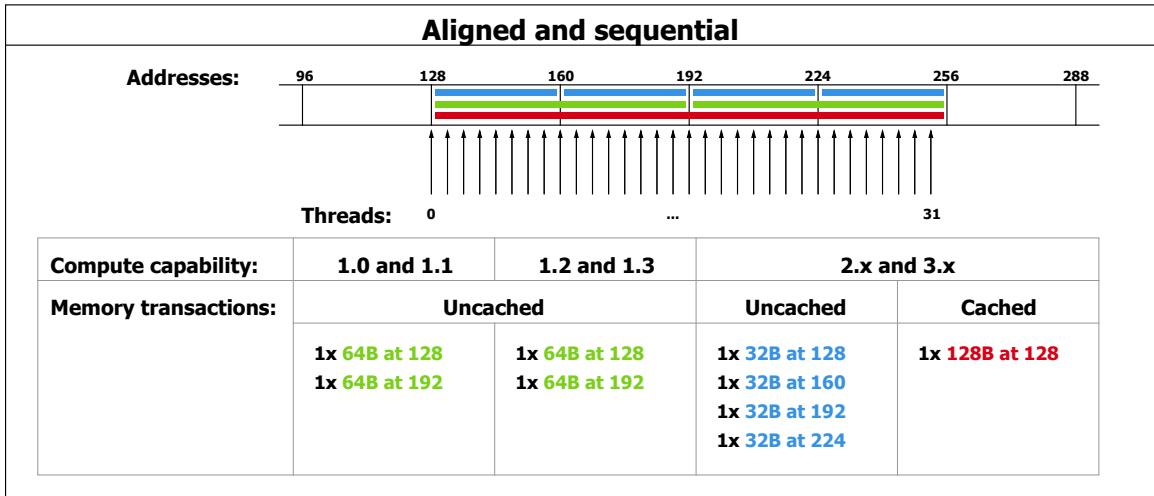 Aligned and sequential
Addresses: 96 128 160 192 224 256 288
Threads: 0 ... 31
Compute capability: 1.0 and 1.1 1.2 and 1.3 2.x and 3.x
Memory transactions: Uncached Uncached Cached
1x 64B at 128 1x 64B at 128 1x 32B at 128 1x 128B at 128
1x 64B at 192 1x 64B at 192 1x 32B at 160
1x 32B at 192
1x 32B at 224